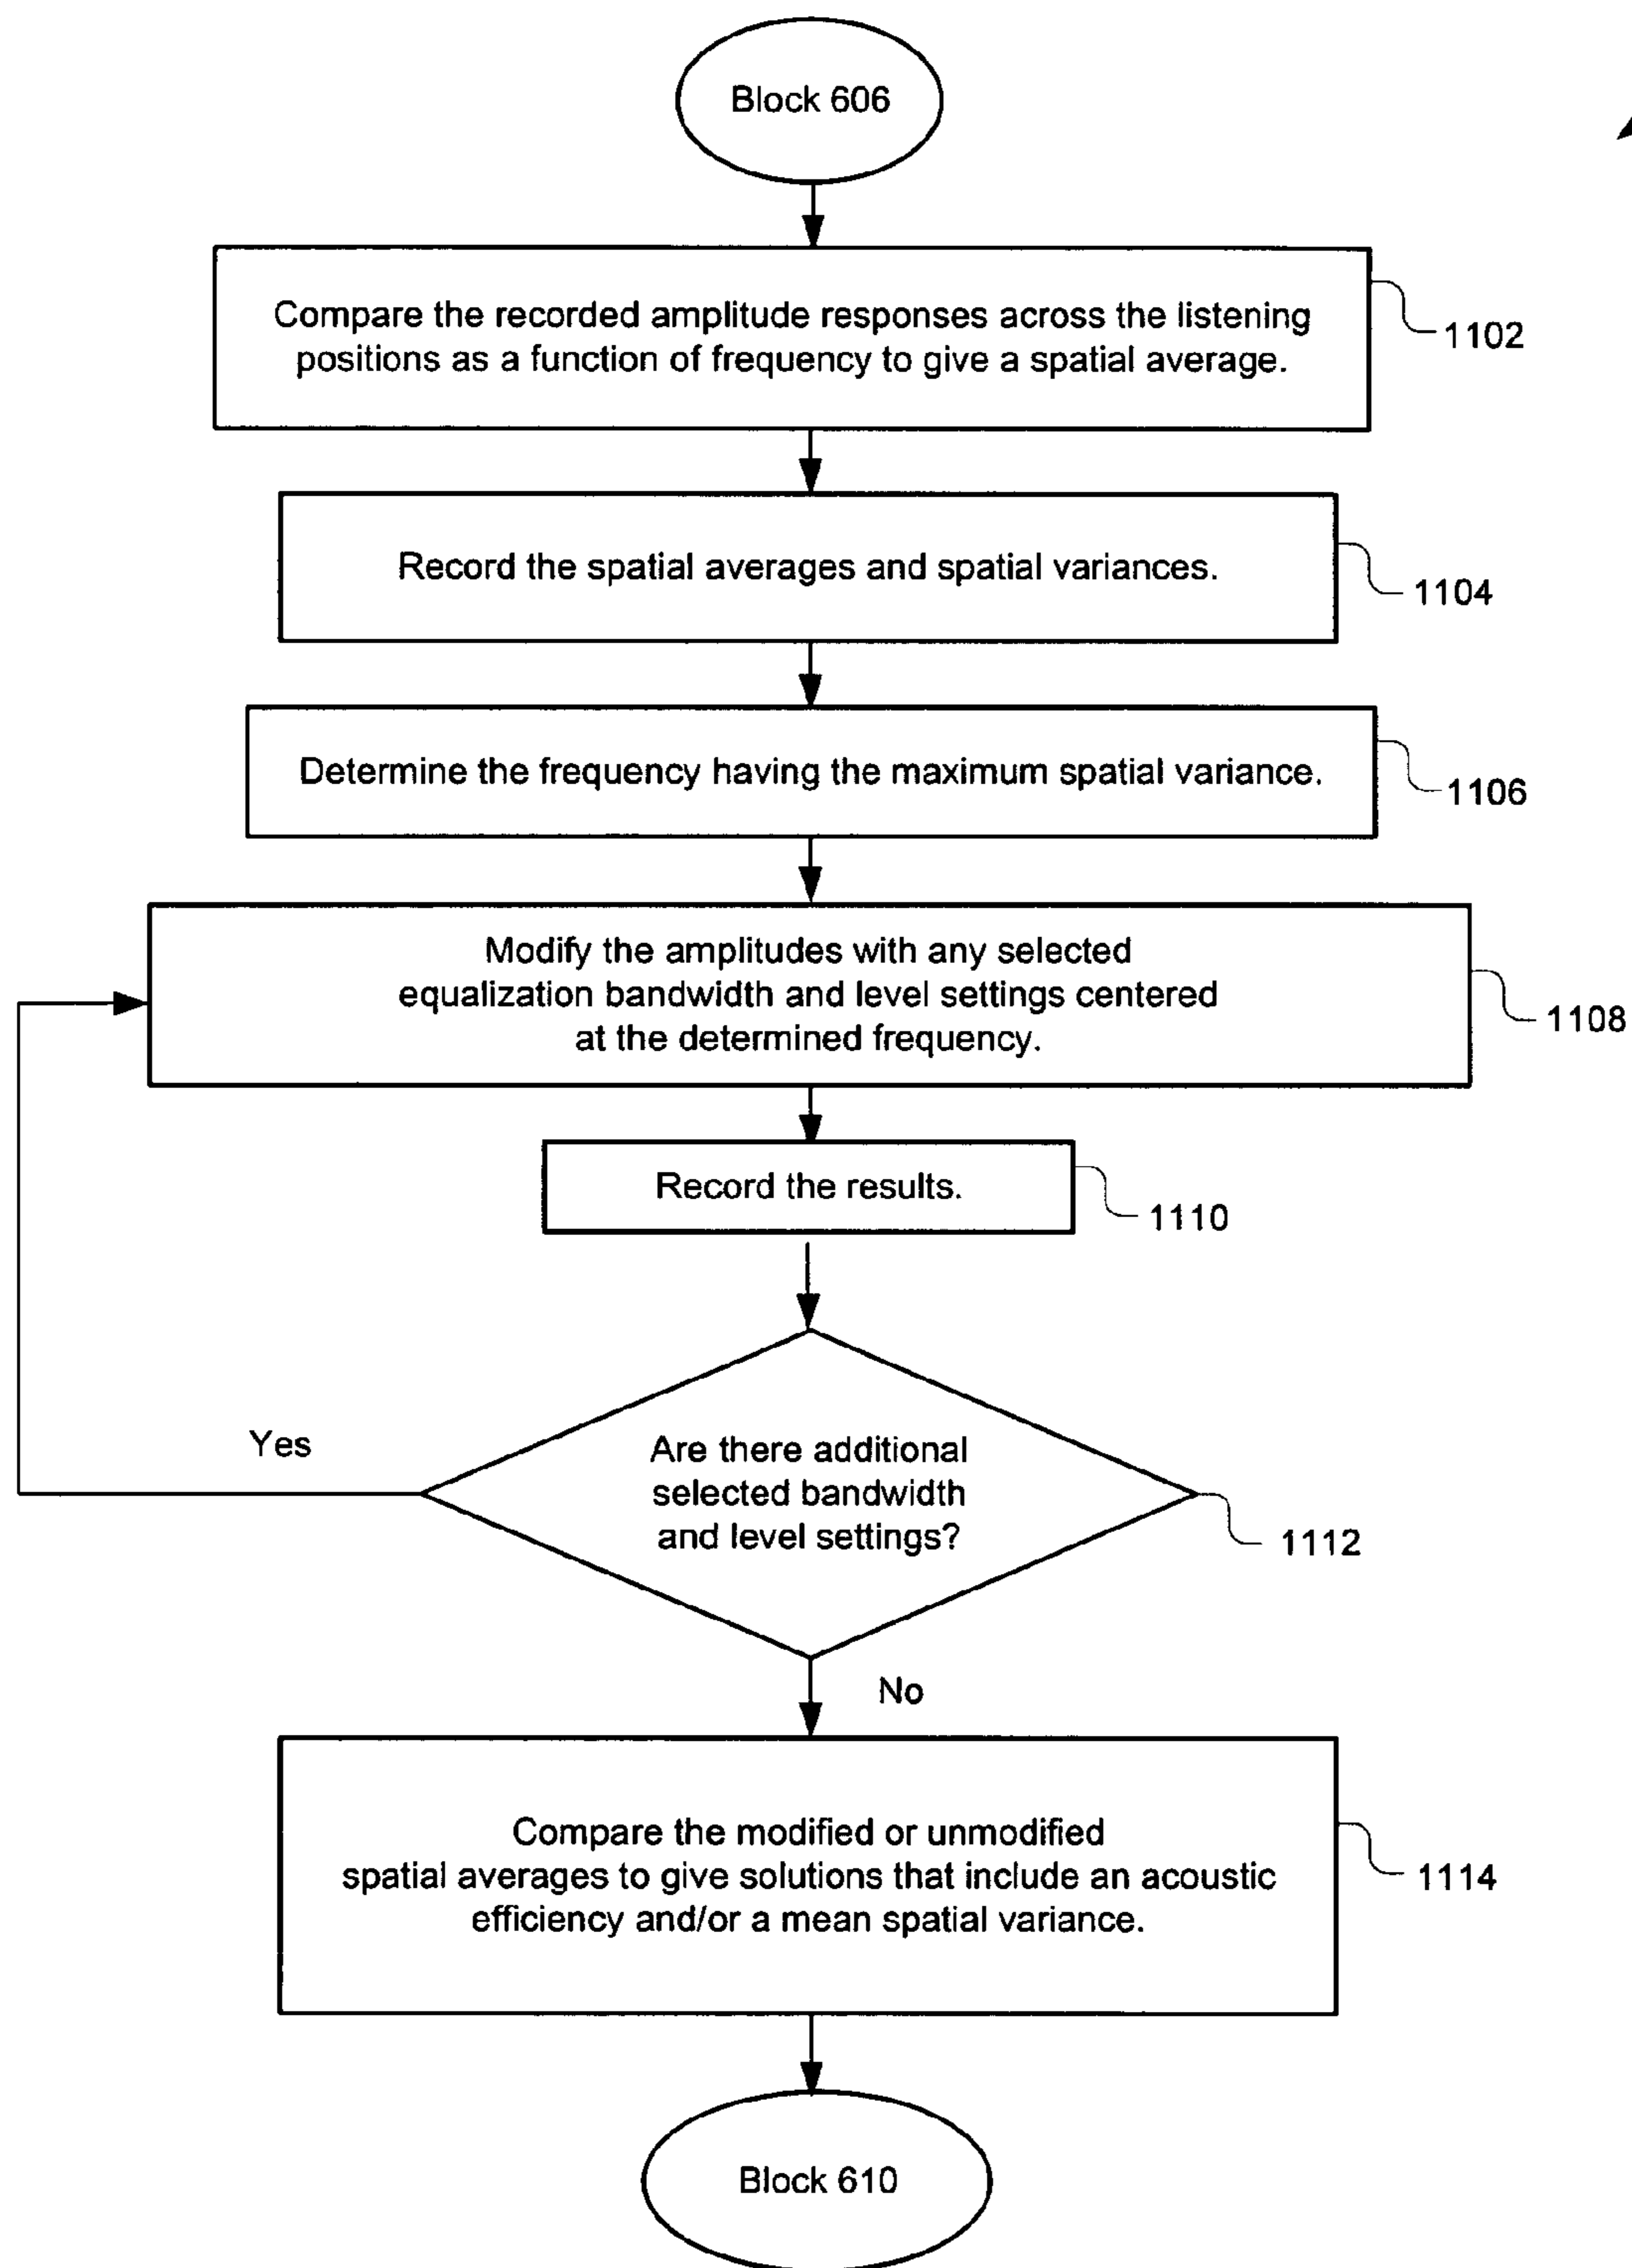 Block 606
Compare the recorded amplitude responses across the listening
positions as a function of frequency to give a spatial average.
1102
Record the spatial averages and spatial variances.
1104
Determine the frequency having the maximum spatial variance.
1106
Modify the amplitudes with any selected
equalization bandwidth and level settings centered
at the determined frequency.
1108
Record the results.
1110
Yes
Are there additional
selected bandwidth
and level settings?
1112
No
Compare the modified or unmodified
spatial averages to give solutions that include an acoustic
efficiency and/or a mean spatial variance.
1114
Block 610